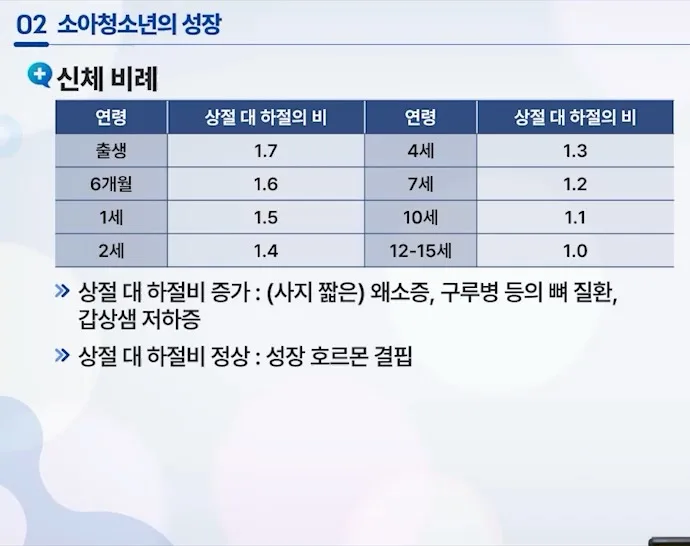 02 소아청소년의 성장
신체 비례
연령 상절 대 하절의 비 연령 상절 대 하절의 비
출생 1.7 4세 1.3
6개월 1.6 7세 1.2
1세 1.5 10세 1.1
2세 1.4 12-15세 1.0
» 상절 대 하절비 증가 : (사지 짧은) 왜소증, 구루병 등의 뼈 질환,
갑상샘 저하증
» 상절 대 하절비 정상 : 성장 호르몬 결핍